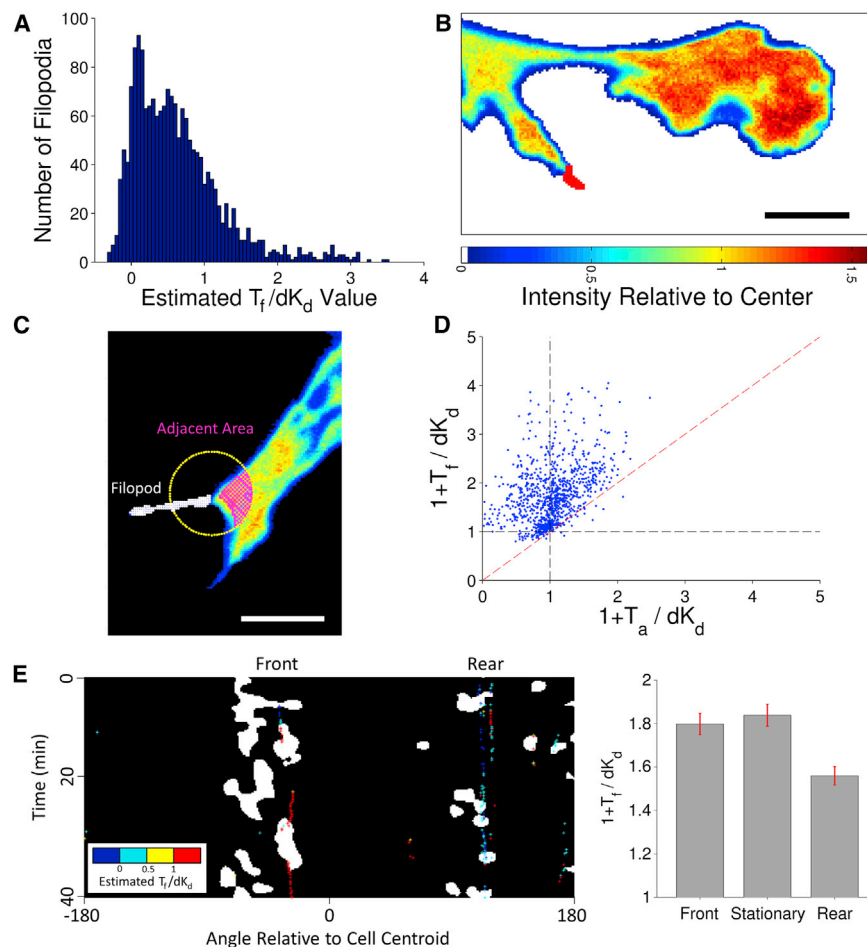 A
Number of Filopodia
100
80
60
40
20
0
0 1 2 3 4
Estimated T_f/dK_d Value
B
0 0.5 1 1.5
Intensity Relative to Center
C
Adjacent Area
Filopod
D
1+T_f / dK_d
5
4
3
2
1
0
0 1 2 3 4 5
1+T_a / dK_d
E
Front Rear
Time (min)
0
20
40
0 0.5 1
Estimated T_f/dK_d
-180 0 180
Angle Relative to Cell Centroid
1+T_f / dK_d
2
1.8
1.6
1.4
1.2
1
Front Stationary Rear